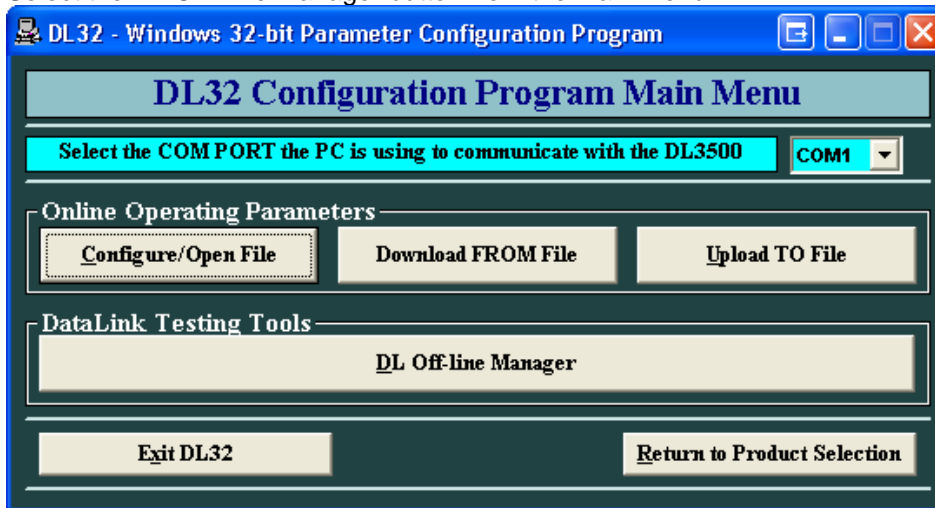 DL32 - Windows 32-bit Parameter Configuration Program
DL32 Configuration Program Main Menu
Select the COM PORT the PC is using to communicate with the DL3500 COM1
Online Operating Parameters
Configure/Open File Download FROM File Upload TO File
DataLink Testing Tools
DL Off-line Manager
Exit DL32 Return to Product Selection